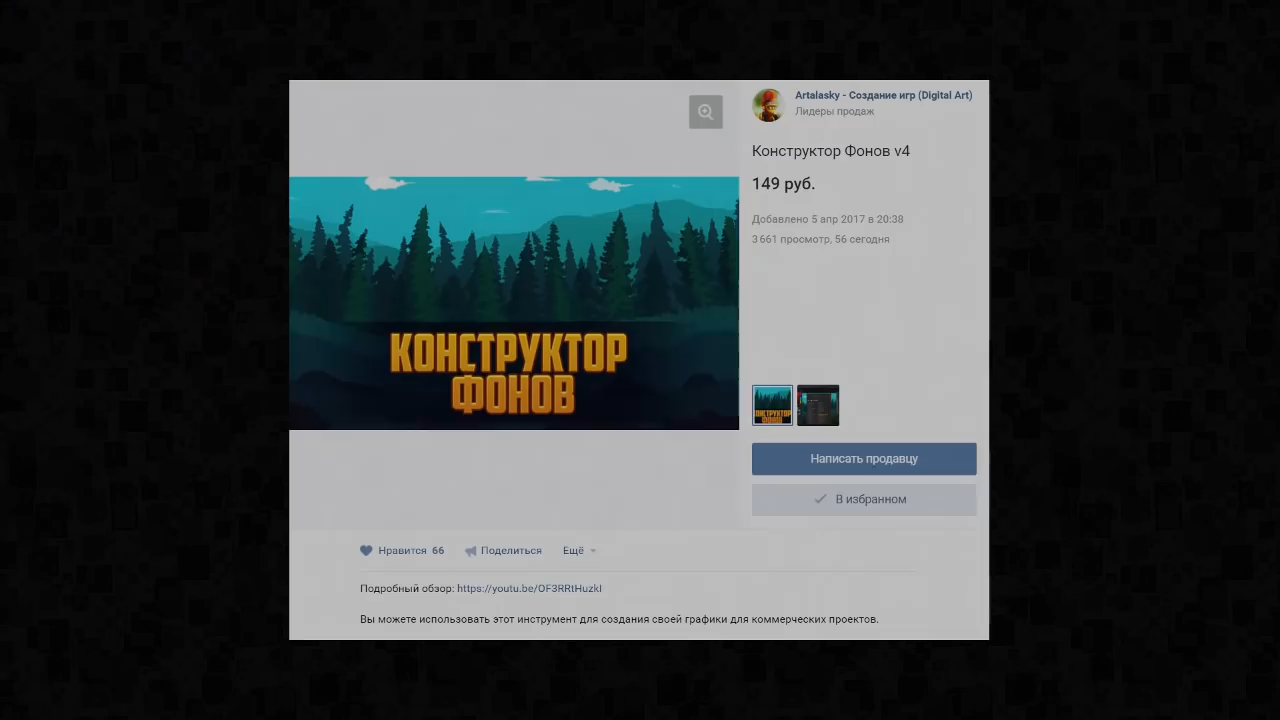 Artalasky - Создание игр (Digital Art)
Лидеры продаж
Конструктор Фонов v4
149 руб.
Добавлено 5 апр 2017 в 20:38
3 661 просмотр, 56 сегодня
КОНСТРУКТОР
ФОНОВ
КОНСТРУКТОР
ФОНОВ
Написать продавцу
В избранном
Нравится 66
Поделиться
Ещё
Подробный обзор: https://youtu.be/OF3RRtHuzkI
Вы можете использовать этот инструмент для создания своей графики для коммерческих проектов.